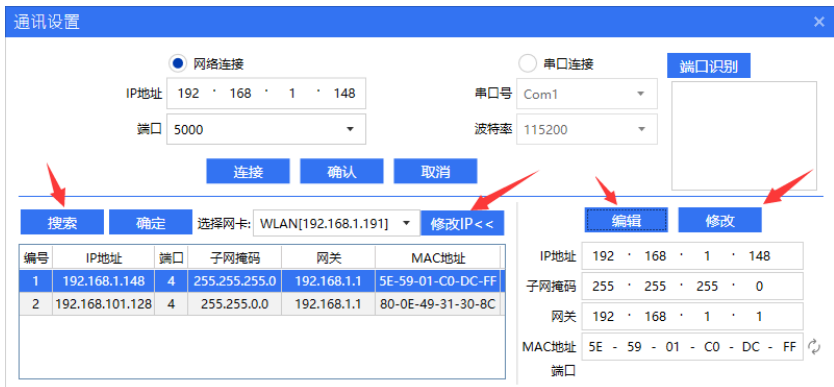 通讯设置 ×
网络连接 串口连接 端口识别
IP地址 192 · 168 · 1 · 148 串口号 Com1
端口 5000 波特率 115200
连接 确认 取消
搜索 确定 选择网卡: WLAN[192.168.1.191] 修改IP<< 编辑 修改
编号 IP地址 端口 子网掩码 网关 MAC地址
1 192.168.1.148 4 255.255.255.0 192.168.1.1 5E-59-01-C0-DC-FF
2 192.168.101.128 4 255.255.0.0 192.168.1.1 80-0E-49-31-30-8C
IP地址 192 · 168 · 1 · 148
子网掩码 255 · 255 · 255 · 0
网关 192 · 168 · 1 · 1
MAC地址 5E - 59 - 01 - C0 - DC - FF
端口